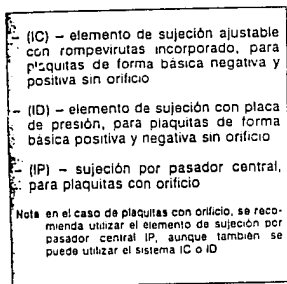 - (IC) – elemento de sujeción ajustable
con rompevirutas incorporado, para
plaquitas de forma básica negativa y
positiva sin orificio
- (ID) – elemento de sujeción con placa
de presión, para plaquitas de forma
básica positiva y negativa sin orificio
- (IP) – sujeción por pasador central,
para plaquitas con orificio
Nota en el caso de plaquitas con orificio, se reco-
mienda utilizar el elemento de sujeción por
pasador central IP, aunque también se
puede utilizar el sistema IC o ID